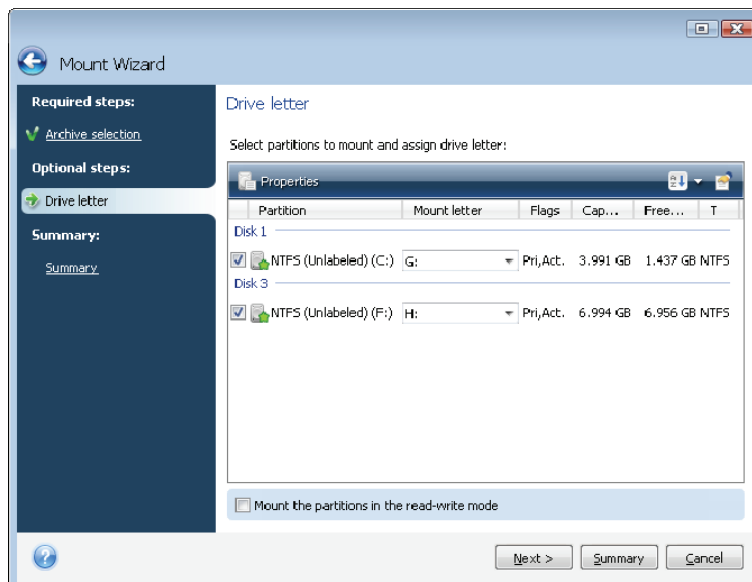 Mount Wizard
Required steps:
Archive selection
Optional steps:
Drive letter
Summary:
Summary
Drive letter
Select partitions to mount and assign drive letter:
Properties
Partition Mount letter Flags Cap... Free... T
Disk 1
NTFS (Unlabeled) (C:) G: Pri,Act. 3.991 GB 1.437 GB NTFS
Disk 3
NTFS (Unlabeled) (F:) H: Pri,Act. 6.994 GB 6.956 GB NTFS
Mount the partitions in the read-write mode
Next > Summary Cancel